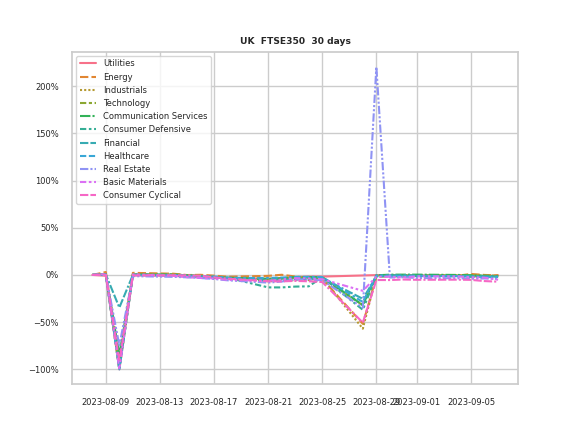 UK FTSE350 30 days
Utilities
Energy
Industrials
Technology
Communication Services
Consumer Defensive
Financial
Healthcare
Real Estate
Basic Materials
Consumer Cyclical
200%
150%
100%
50%
0%
−50%
−100%
2023-08-09 2023-08-13 2023-08-17 2023-08-21 2023-08-25 2023-08-29 2023-09-01 2023-09-05